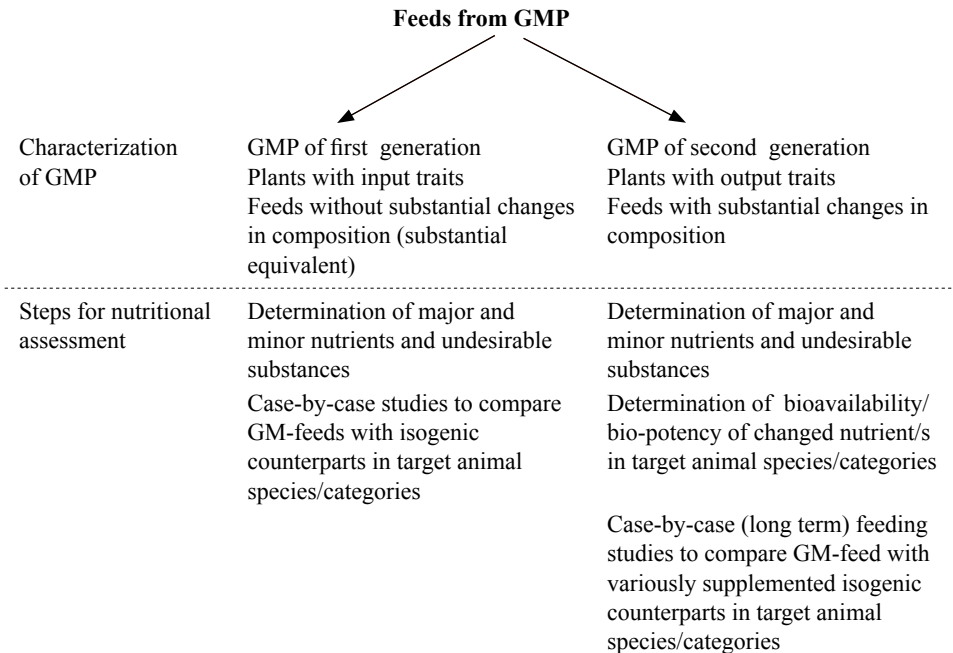 Feeds from GMP
Characterization
of GMP
GMP of first generation
Plants with input traits
Feeds without substantial changes
in composition (substantial
equivalent)
GMP of second generation
Plants with output traits
Feeds with substantial changes in
composition
Steps for nutritional
assessment
Determination of major and
minor nutrients and undesirable
substances
Case-by-case studies to compare
GM-feeds with isogenic
counterparts in target animal
species/categories
Determination of major and
minor nutrients and undesirable
substances
Determination of bioavailability/
bio-potency of changed nutrient/s
in target animal species/categories
Case-by-case (long term) feeding
studies to compare GM-feed with
variously supplemented isogenic
counterparts in target animal
species/categories